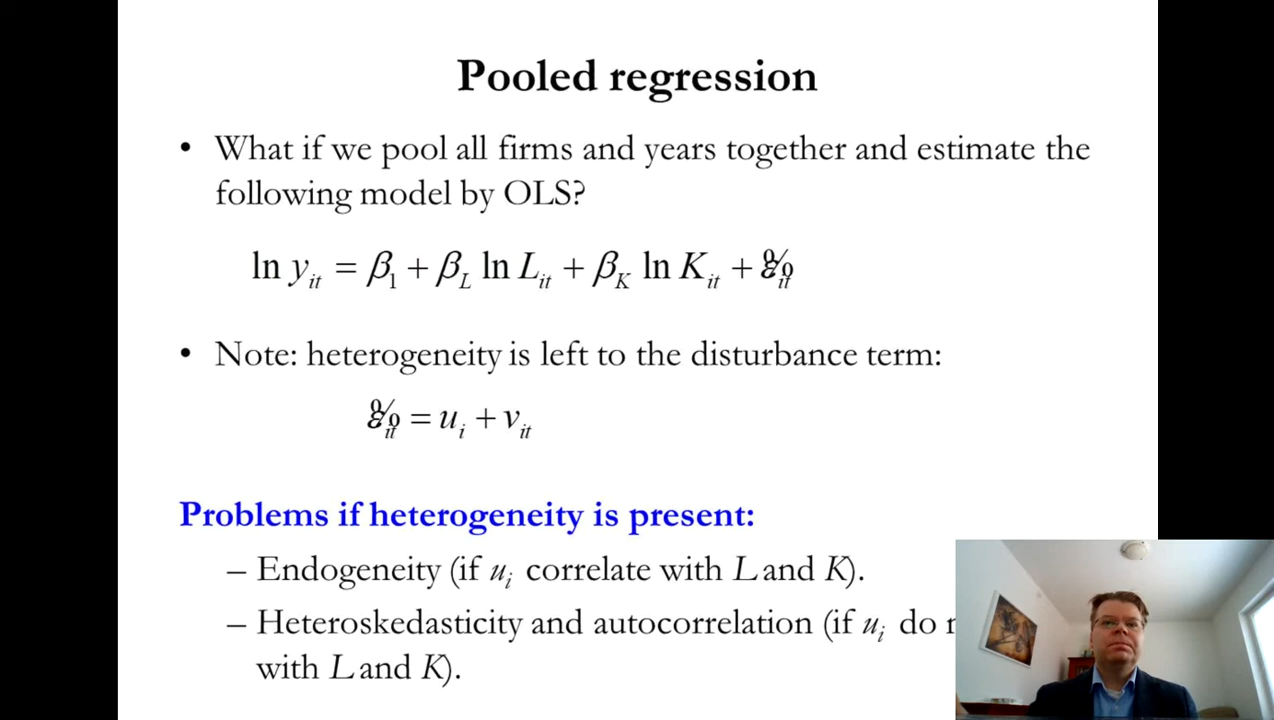 Pooled regression
• What if we pool all firms and years together and estimate the
following model by OLS?
ln y_it = β_1 + β_L ln L_it + β_K ln K_it + ε%_it
• Note: heterogeneity is left to the disturbance term:
ε%_it = u_i + v_it
Problems if heterogeneity is present:
– Endogeneity (if u_i correlate with L and K).
– Heteroskedasticity and autocorrelation (if u_i do
with L and K).